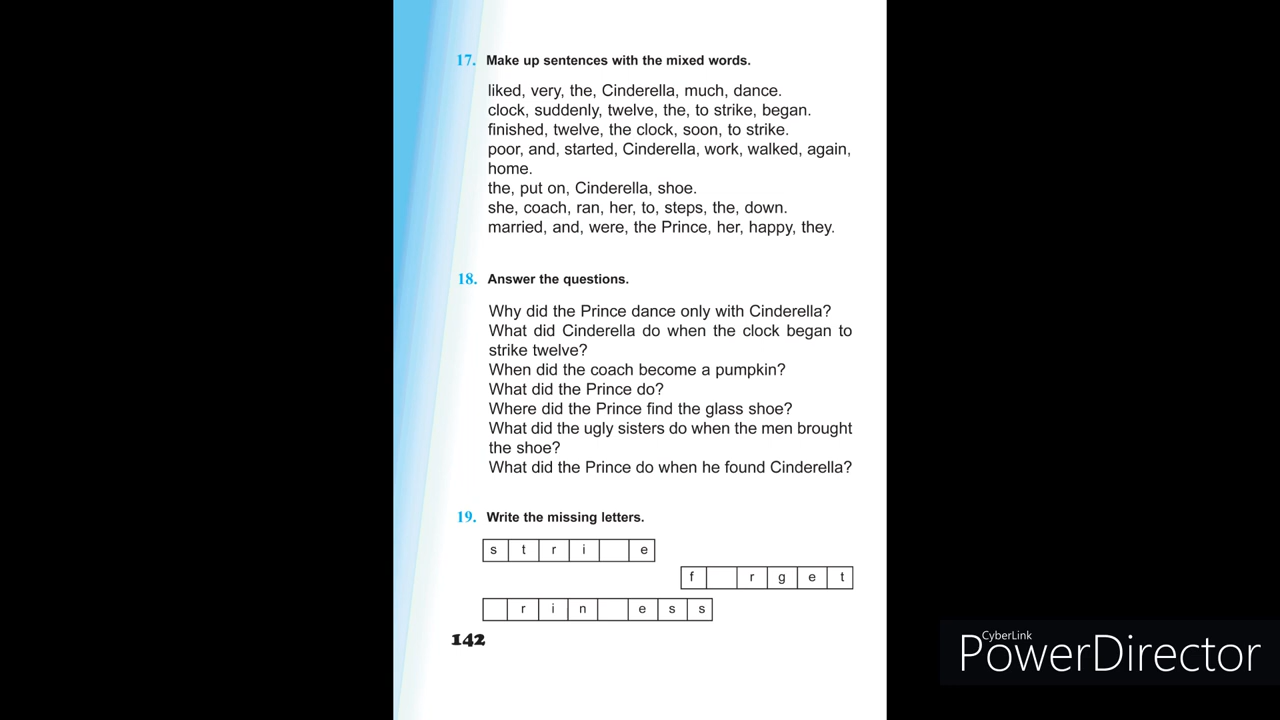 17. Make up sentences with the mixed words.
liked, very, the, Cinderella, much, dance.
clock, suddenly, twelve, the, to strike, began.
finished, twelve, the clock, soon, to strike.
poor, and, started, Cinderella, work, walked, again,
home.
the, put on, Cinderella, shoe.
she, coach, ran, her, to, steps, the, down.
married, and, were, the Prince, her, happy, they.
18. Answer the questions.
Why did the Prince dance only with Cinderella?
What did Cinderella do when the clock began to
strike twelve?
When did the coach become a pumpkin?
What did the Prince do?
Where did the Prince find the glass shoe?
What did the ugly sisters do when the men brought
the shoe?
What did the Prince do when he found Cinderella?
19. Write the missing letters.
s t r i e
f r g e t
r i n e s s
142
CyberLink
PowerDirector